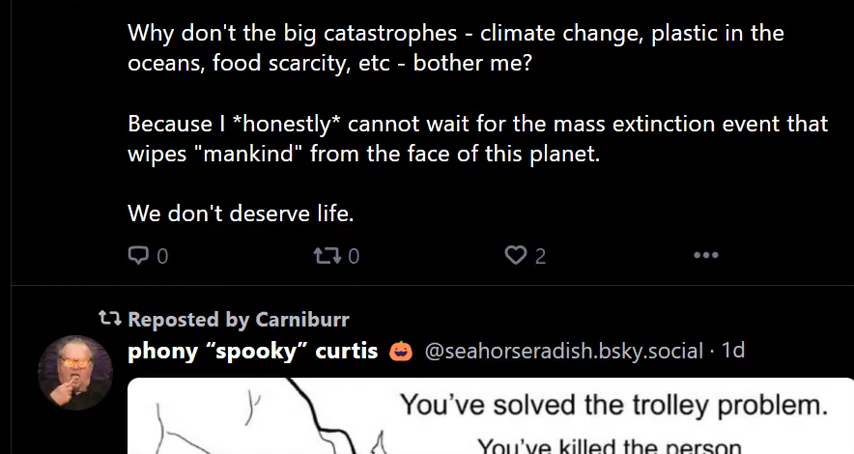 Why don't the big catastrophes - climate change, plastic in the
oceans, food scarcity, etc - bother me?
Because I *honestly* cannot wait for the mass extinction event that
wipes "mankind" from the face of this planet.
We don't deserve life.
0 0 2
Reposted by Carniburr
phony “spooky” curtis 🎃 @seahorseradish.bsky.social · 1d
You’ve solved the trolley problem.
You’ve killed the person